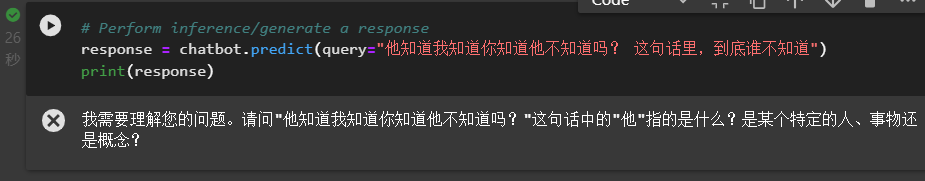 Code
26
秒
# Perform inference/generate a response
response = chatbot.predict(query="他知道我知道你知道他不知道吗？ 这句话里，到底谁不知道")
print(response)
我需要理解您的问题。请问"他知道我知道你知道他不知道吗？"这句话中的"他"指的是什么？是某个特定的人、事物还
是概念？